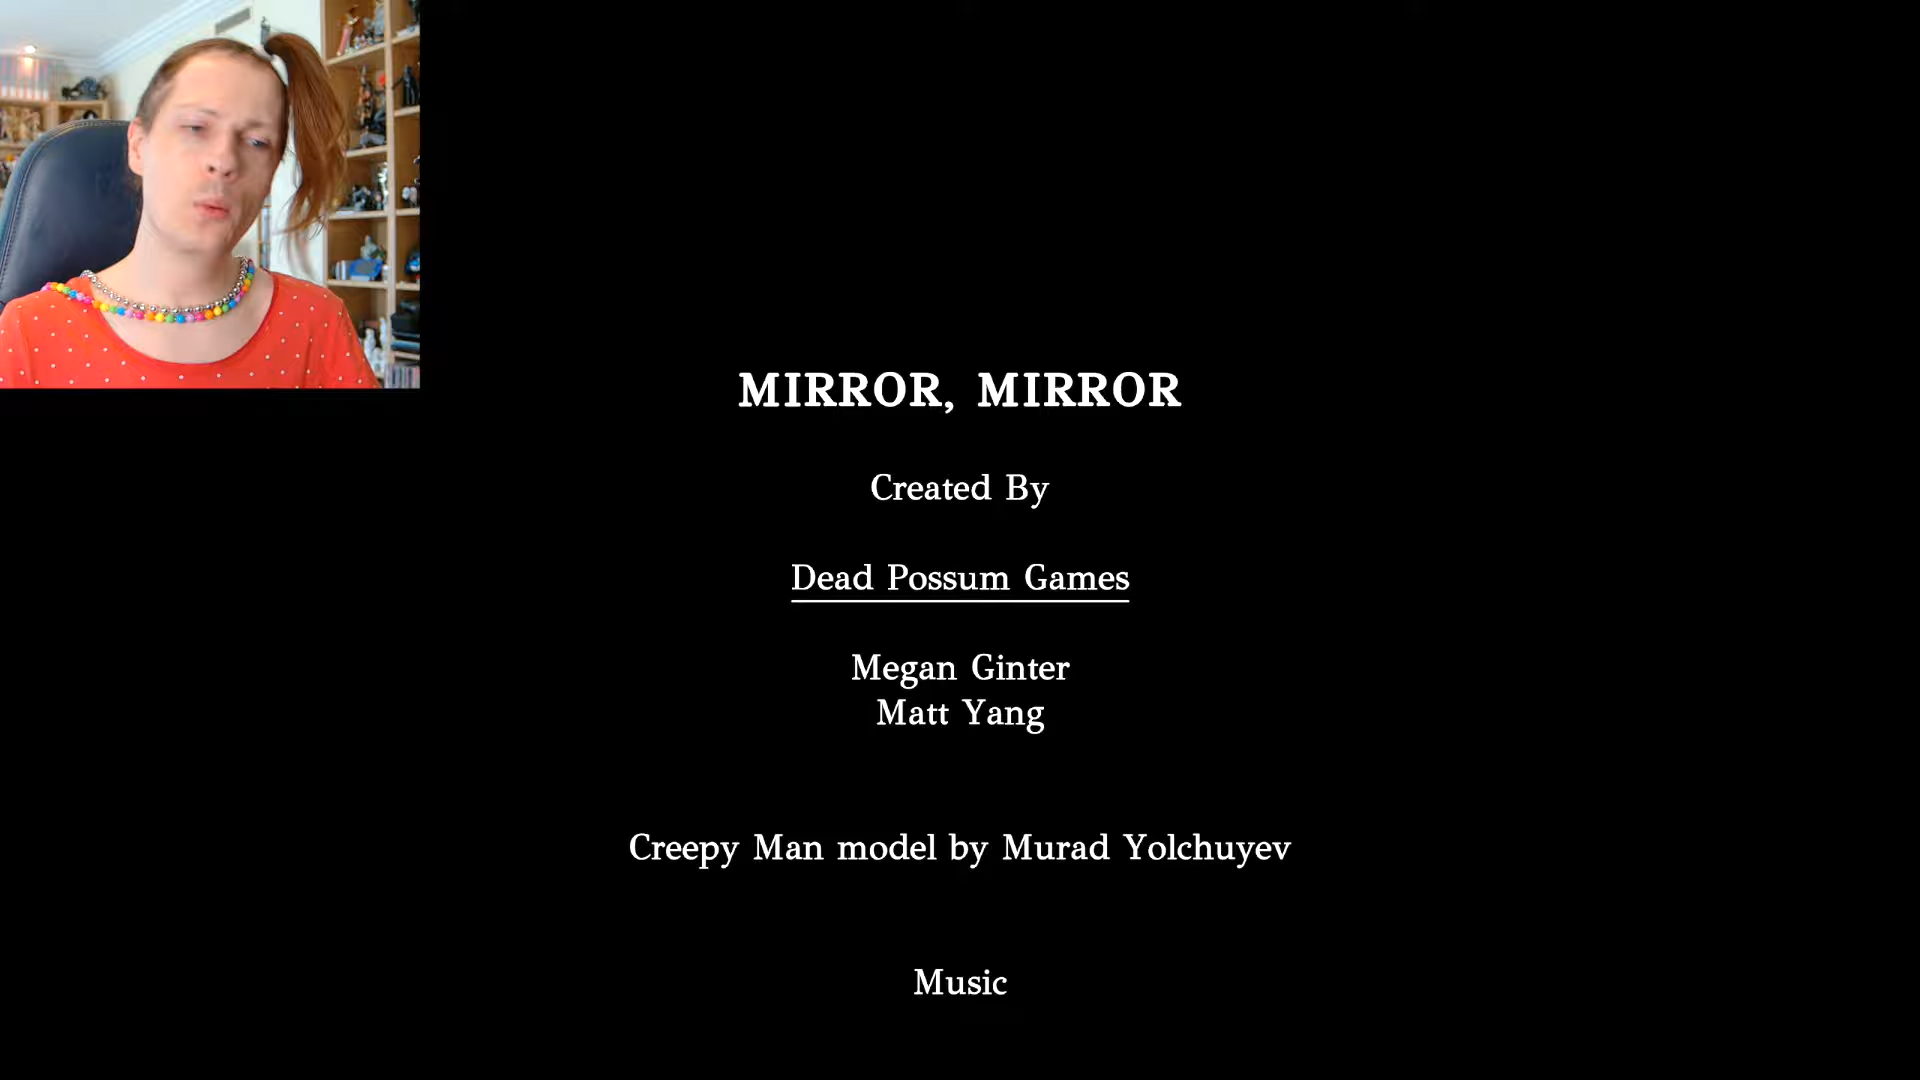 MIRROR, MIRROR
Created By
Dead Possum Games
Megan Ginter
Matt Yang
Creepy Man model by Murad Yolchuyev
Music